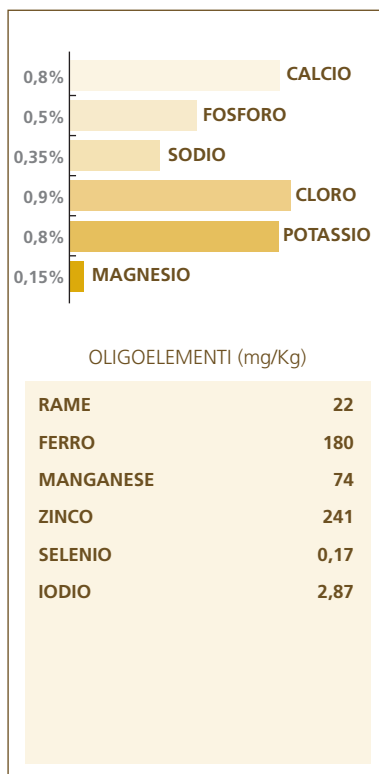 0,8% CALCIO
0,5% FOSFORO
0,35% SODIO
0,9% CLORO
0,8% POTASSIO
0,15% MAGNESIO
OLIGOELEMENTI (mg/Kg)
RAME 22
FERRO 180
MANGANESE 74
ZINCO 241
SELENIO 0,17
IODIO 2,87